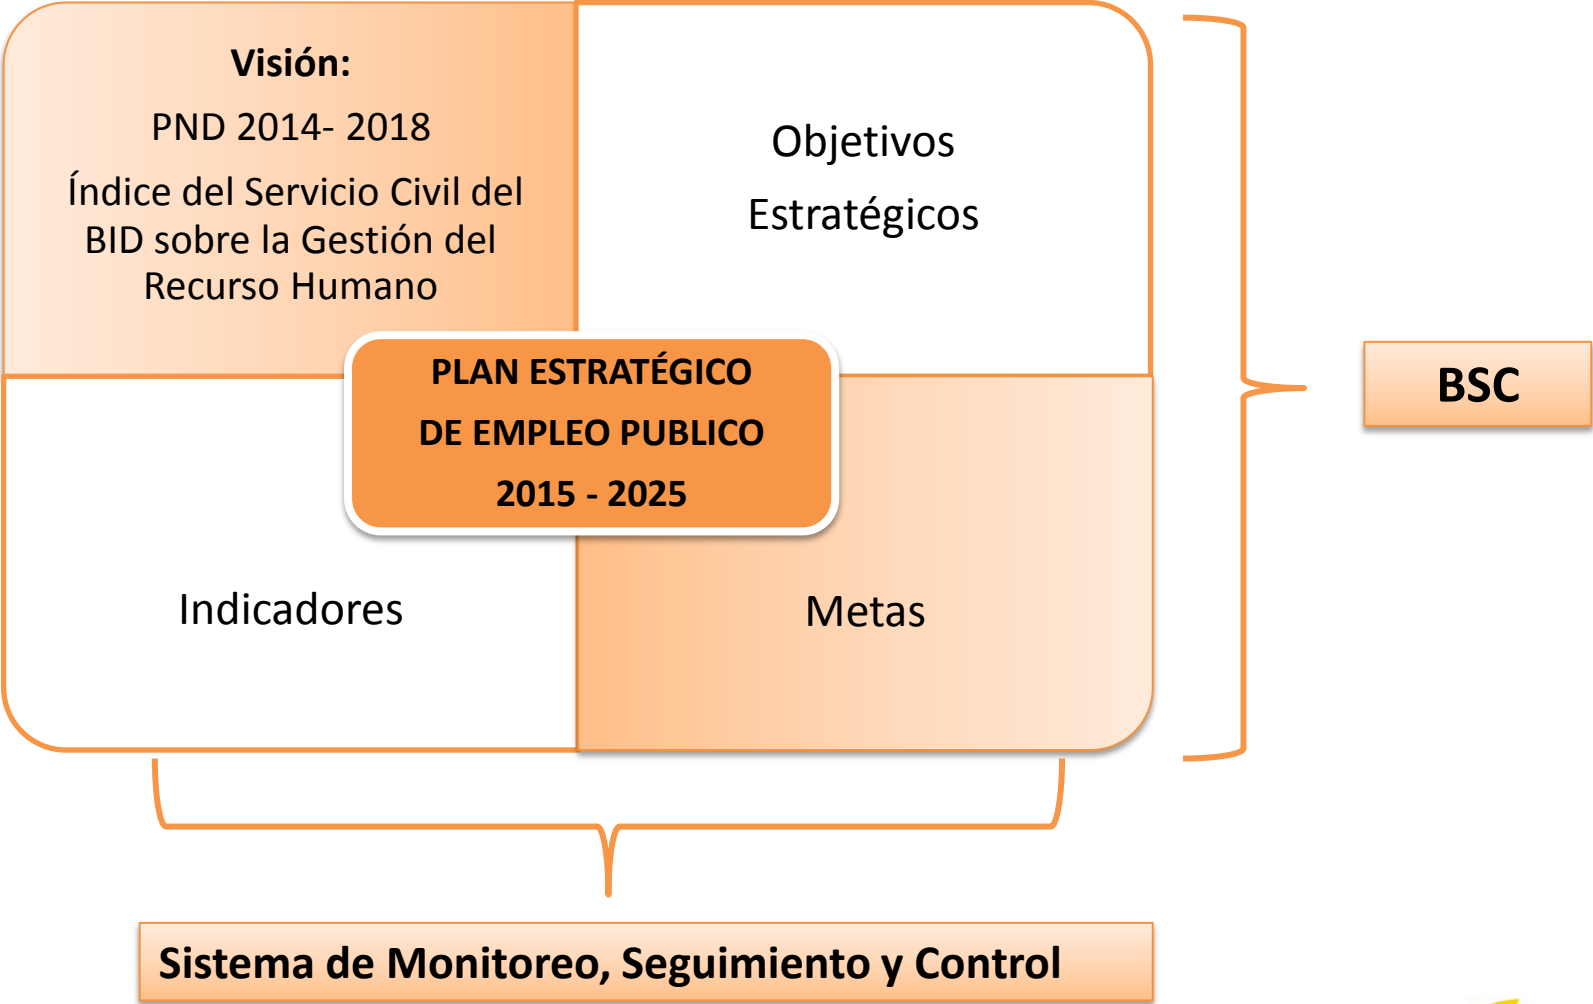 Visión:
PND 2014- 2018
Índice del Servicio Civil del
BID sobre la Gestión del
Recurso Humano
Objetivos
Estratégicos
PLAN ESTRATÉGICO
DE EMPLEO PUBLICO
2015 - 2025
Indicadores
Metas
BSC
Sistema de Monitoreo, Seguimiento y Control